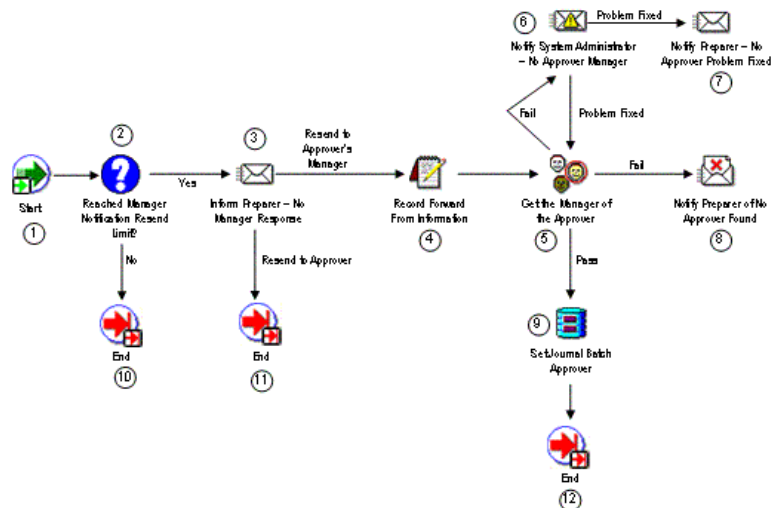 6
Problem Fixed
Notify System Administrator
– No Approver Manager
Notify Preparer – No
Approver Problem Fixed
7
Fail
Problem Fixed
2
3
Resend to
Approver's
Manager
Yes
Fail
Start
1
Reached Manager
Notification Resend
limit?
Inform Preparer – No
Manager Response
Record Forward
From Information
4
Get the Manager of
the Approver
5
Notify Preparer of No
Approver Found
8
No
Resend to Approver
Pass
9
End
10
End
11
Set Journal Batch
Approver
End
12